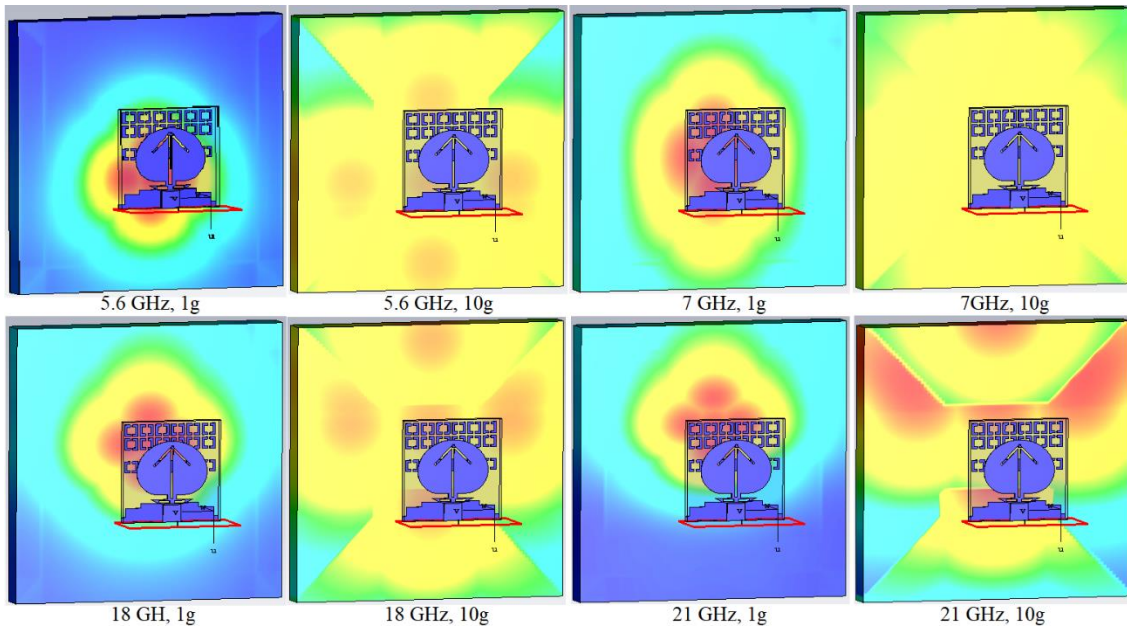 5.6 GHz, 1g
5.6 GHz, 10g
7 GHz, 1g
7GHz, 10g
18 GH, 1g
18 GHz, 10g
21 GHz, 1g
21 GHz, 10g